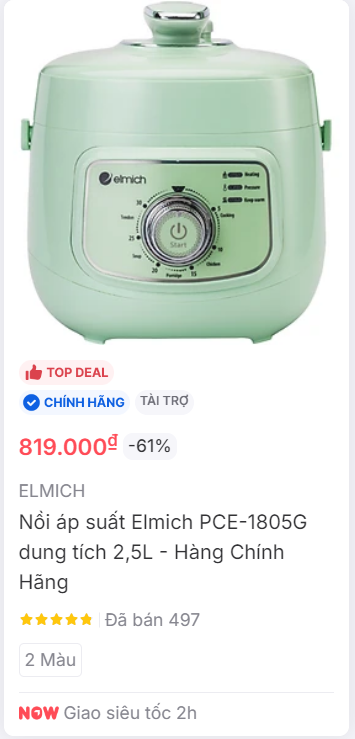 elmich
Heating
Pressure
Keep warm
30
5
Tendon
Cooking
25
10
Start
Soup
Chicken
20
15
Porridge
TOP DEAL
CHÍNH HÃNG
TÀI TRỢ
819.000₫
-61%
ELMICH
Nồi áp suất Elmich PCE-1805G
dung tích 2,5L - Hàng Chính
Hãng
Đã bán 497
2 Màu
NOW Giao siêu tốc 2h